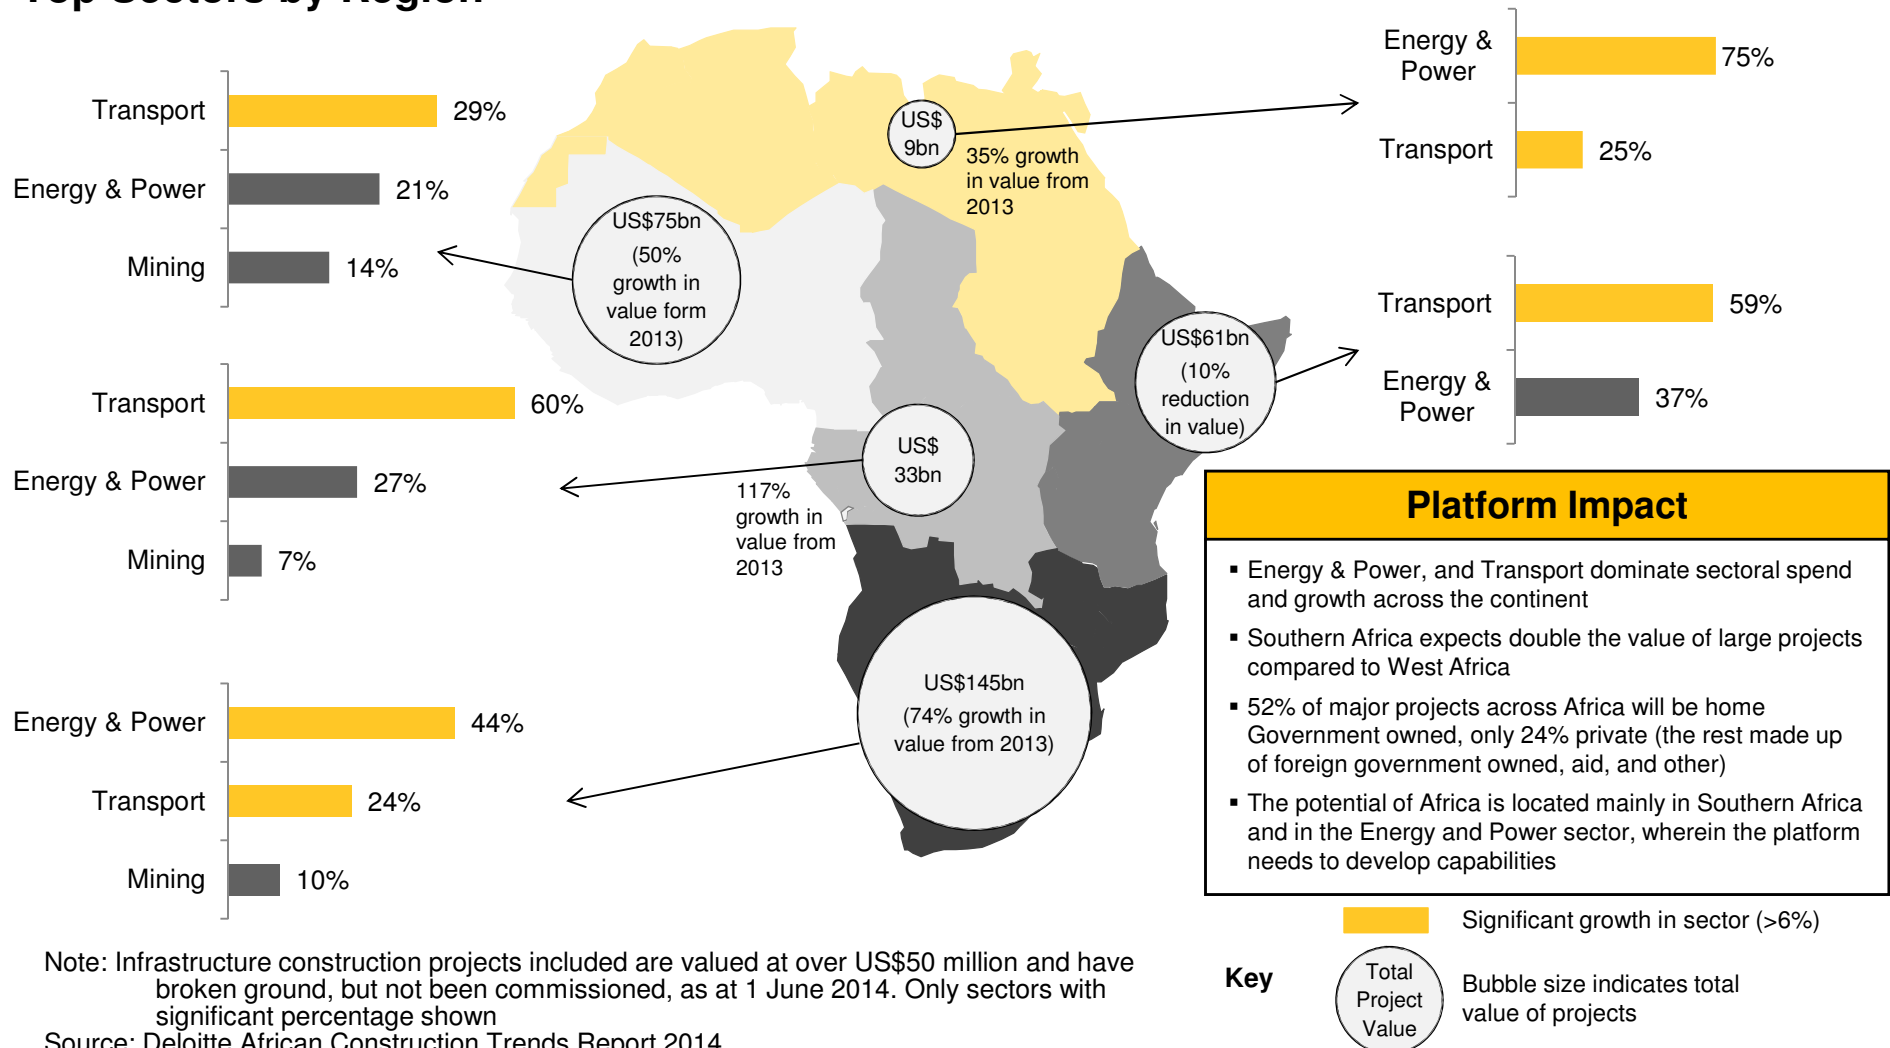 Top Sectors by Region
Transport
29%
Energy & Power
21%
Mining
14%
US$75bn
(50%
growth in
value form
2013)
US$
9bn
35% growth
in value from
2013
Energy &
Power
75%
Transport
25%
Transport
59%
Energy &
Power
37%
US$61bn
(10%
reduction
in value)
Transport
60%
Energy & Power
27%
Mining
7%
US$
33bn
117%
growth in
value from
2013
Energy & Power
44%
Transport
24%
Mining
10%
US$145bn
(74% growth in
value from 2013)
Platform Impact
▪ Energy & Power, and Transport dominate sectoral spend
and growth across the continent
▪ Southern Africa expects double the value of large projects
compared to West Africa
▪ 52% of major projects across Africa will be home
Government owned, only 24% private (the rest made up
of foreign government owned, aid, and other)
▪ The potential of Africa is located mainly in Southern Africa
and in the Energy and Power sector, wherein the platform
needs to develop capabilities
Significant growth in sector (>6%)
Key
Total
Project
Value
Bubble size indicates total
value of projects
Note: Infrastructure construction projects included are valued at over US$50 million and have
broken ground, but not been commissioned, as at 1 June 2014. Only sectors with
significant percentage shown
Source: Deloitte African Construction Trends Report 2014